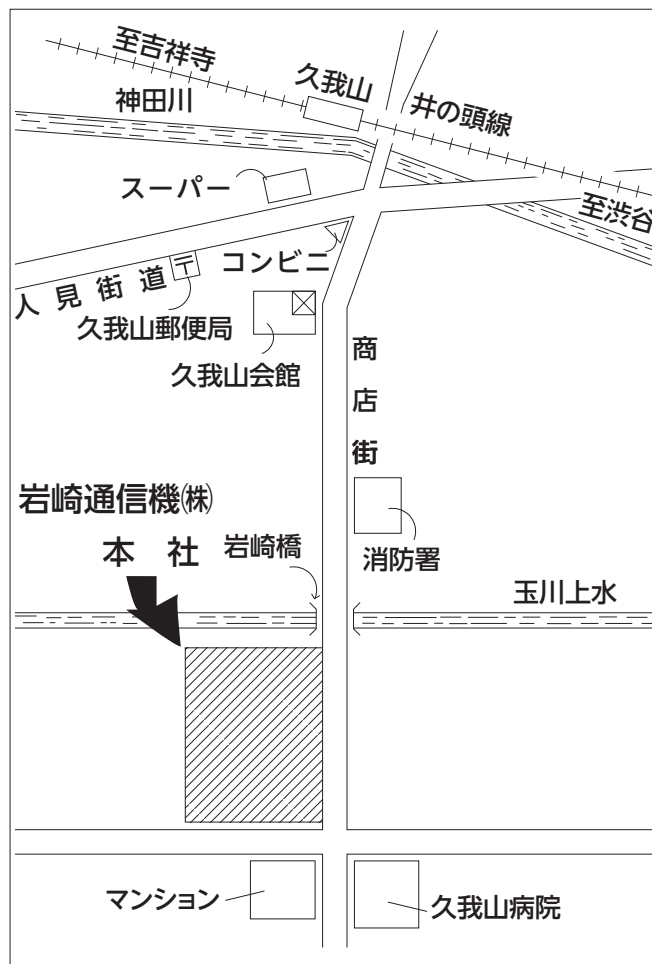 至吉祥寺
久我山
井の頭線
神田川
スーパー
至渋谷
コンビニ
人見街道
〒
久我山郵便局
久我山会館
商店街
岩崎通信機㈱
本社
岩崎橋
消防署
玉川上水
マンション
久我山病院